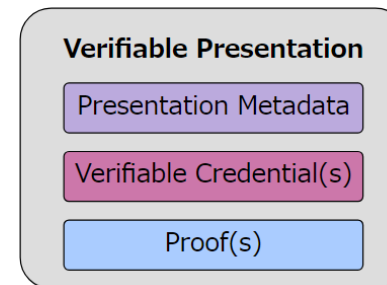 Verifiable Presentation
Presentation Metadata
Verifiable Credential(s)
Proof(s)